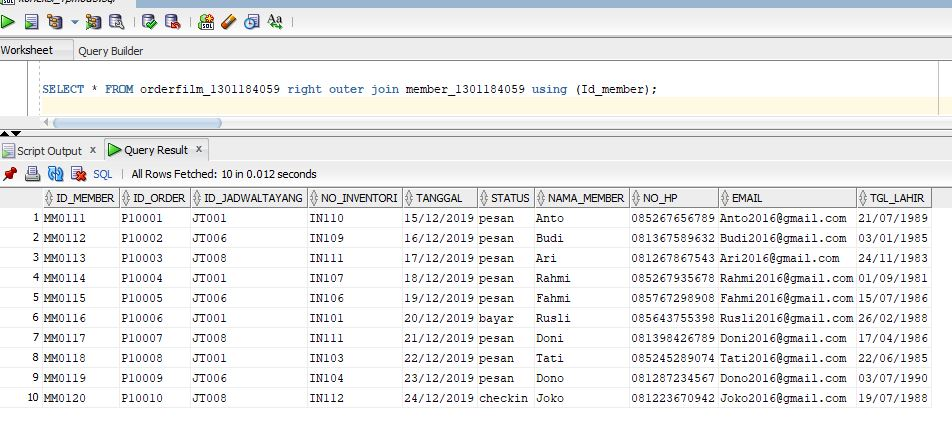 Worksheet Query Builder
SELECT * FROM orderfilm_1301184059 right outer join member_1301184059 using (Id_member);
Script Output x Query Result x
SQL | All Rows Fetched: 10 in 0.012 seconds
ID_MEMBER ID_ORDER ID_JADWALTAYANG NO_INVENTORI TANGGAL STATUS NAMA_MEMBER NO_HP EMAIL TGL_LAHIR
1 MM0111 P10001 JT001 IN110 15/12/2019 pesan Anto 085267656789 Anto2016@gmail.com 21/07/1989
2 MM0112 P10002 JT006 IN109 16/12/2019 pesan Budi 081367589632 Budi2016@gmail.com 03/01/1985
3 MM0113 P10003 JT008 IN111 17/12/2019 pesan Ari 081267867543 Ari2016@gmail.com 24/11/1983
4 MM0114 P10004 JT001 IN107 18/12/2019 pesan Rahmi 085267935678 Rahmi2016@gmail.com 01/09/1981
5 MM0115 P10005 JT006 IN106 19/12/2019 pesan Fahmi 085767298908 Fahmi2016@gmail.com 15/07/1986
6 MM0116 P10006 JT001 IN101 20/12/2019 bayar Rusli 085643755398 Rusli2016@gmail.com 26/02/1988
7 MM0117 P10007 JT008 IN111 21/12/2019 pesan Doni 081398426789 Doni2016@gmail.com 17/04/1986
8 MM0118 P10008 JT001 IN103 22/12/2019 pesan Tati 085245289074 Tati2016@gmail.com 22/06/1985
9 MM0119 P10009 JT006 IN104 23/12/2019 pesan Dono 081287234567 Dono2016@gmail.com 03/07/1990
10 MM0120 P10010 JT008 IN112 24/12/2019 checkin Joko 081223670942 Joko2016@gmail.com 19/07/1988